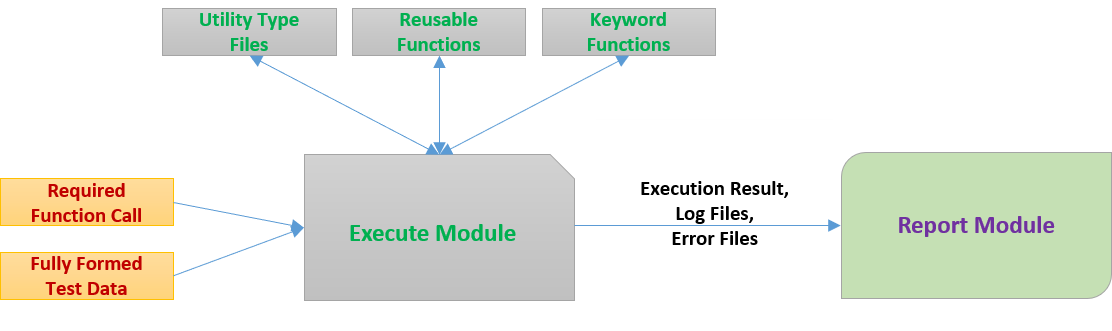 Utility Type
Files
Reusable
Functions
Keyword
Functions
Required
Function Call
Fully Formed
Test Data
Execute Module
Execution Result,
Log Files,
Error Files
Report Module